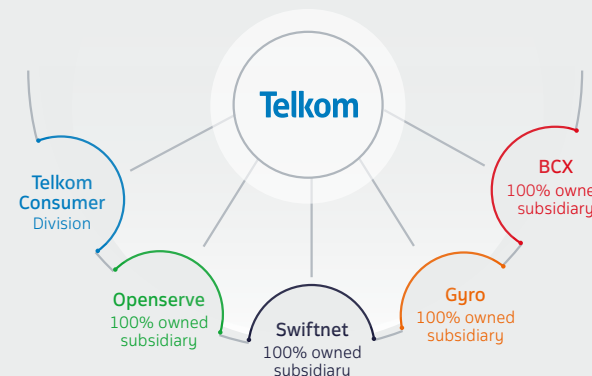 Telkom
Telkom
Consumer
Division
Openserve
100% owned
subsidiary
Swiftnet
100% owned
subsidiary
Gyro
100% owned
subsidiary
BCX
100% owned
subsidiary